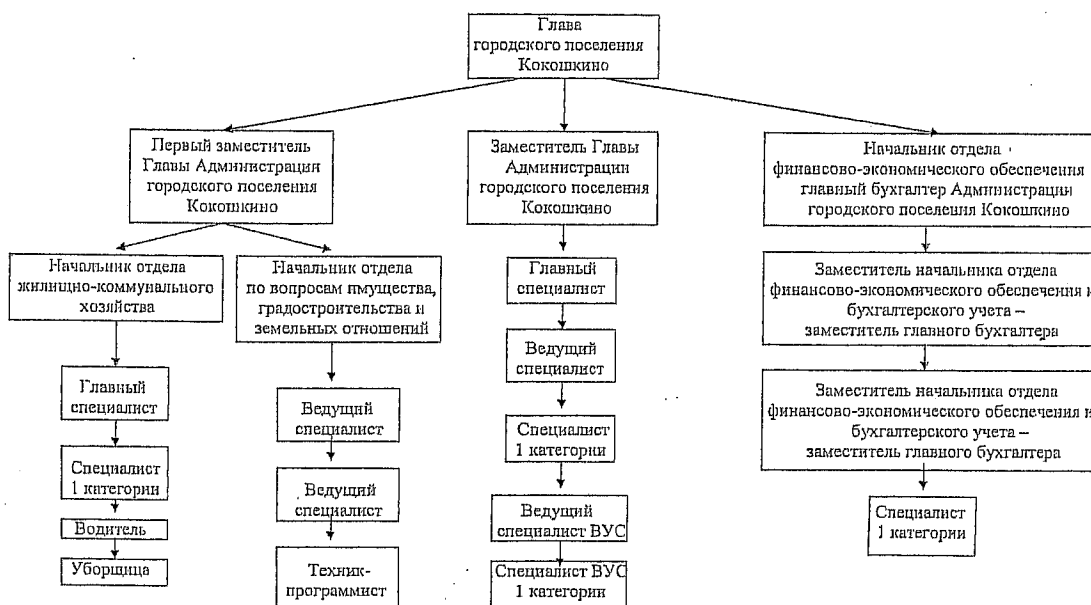 Глава
городского поселения
Кокошкино
Первый заместитель
Главы Администрации
городского поселения
Кокошкино
Заместитель Главы
Администрации
городского поселения
Кокошкино
Начальник отдела
финансово-экономического обеспечения
главный бухгалтер Администрации
городского поселения Кокошкино
Начальник отдела
жилищно-коммунального
хозяйства
Главный
специалист
Специалист
1 категории
Водитель
Уборщица
Начальник отдела
по вопросам имущества,
градостроительства и
земельных отношений
Ведущий
специалист
Ведущий
специалист
Техник-
программист
Главный
специалист
Ведущий
специалист
Специалист
1 категории
Ведущий
специалист ВУС
Специалист ВУС
1 категории
Заместитель начальника отдела
финансово-экономического обеспечения и
бухгалтерского учета –
заместитель главного бухгалтера
Заместитель начальника отдела
финансово-экономического обеспечения и
бухгалтерского учета –
заместитель главного бухгалтера
Специалист
1 категории